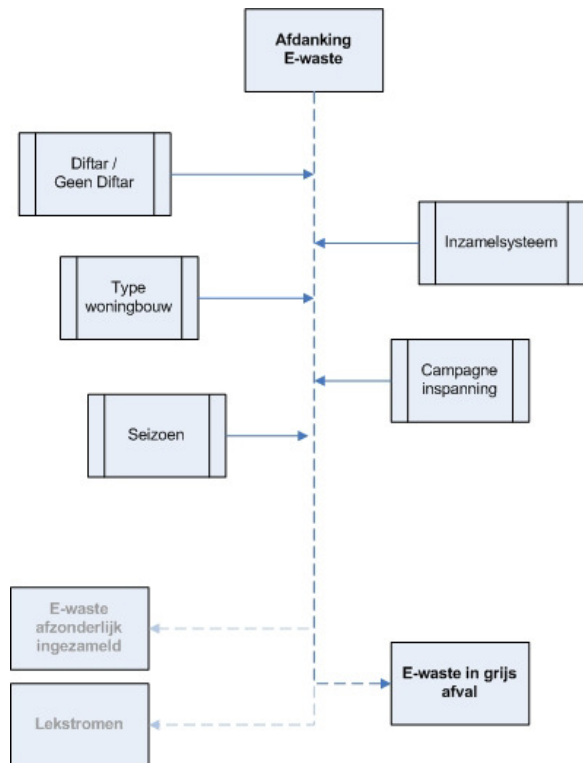 Afdanking
E-waste
Diftar /
Geen Diftar
Inzamelsysteem
Type
woningbouw
Campagne
inspanning
Seizoen
E-waste
afzonderlijk
ingezameld
E-waste in grijs
afval
Lekstromen